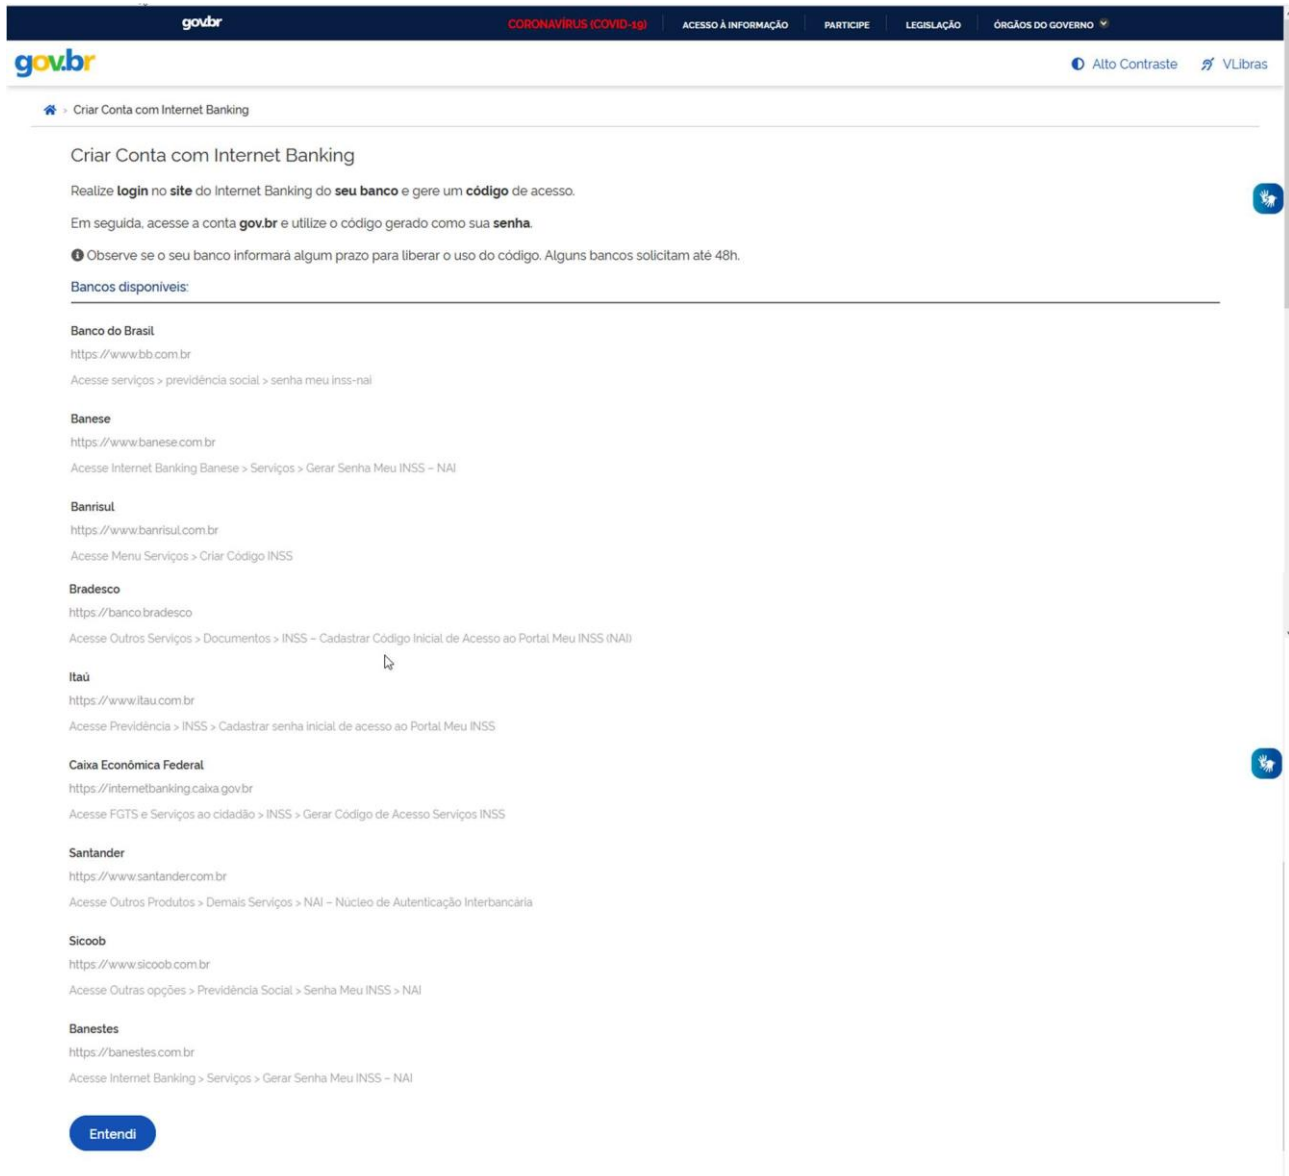 gov.br CORONAVÍRUS (COVID-19) ACESSO À INFORMAÇÃO PARTICIPE LEGISLAÇÃO ÓRGÃOS DO GOVERNO
gov.br Alto Contraste VLibras
> Criar Conta com Internet Banking
Criar Conta com Internet Banking
Realize login no site do Internet Banking do seu banco e gere um código de acesso.
Em seguida, acesse a conta gov.br e utilize o código gerado como sua senha.
Observe se o seu banco informará algum prazo para liberar o uso do código. Alguns bancos solicitam até 48h.
Bancos disponíveis:
Banco do Brasil
https://www.bb.com.br
Acesse serviços > previdência social > senha meu inss-nai
Banese
https://www.banese.com.br
Acesse Internet Banking Banese > Serviços > Gerar Senha Meu INSS – NAI
Banrisul
https://www.banrisul.com.br
Acesse Menu Serviços > Criar Código INSS
Bradesco
https://banco.bradesco
Acesse Outros Serviços > Documentos > INSS – Cadastrar Código Inicial de Acesso ao Portal Meu INSS (NAI)
Itaú
https://www.itau.com.br
Acesse Previdência > INSS > Cadastrar senha inicial de acesso ao Portal Meu INSS
Caixa Econômica Federal
https://internetbanking.caixa.gov.br
Acesse FGTS e Serviços ao cidadão > INSS > Gerar Código de Acesso Serviços INSS
Santander
https://www.santander.com.br
Acesse Outros Produtos > Demais Serviços > NAI – Núcleo de Autenticação Interbancária
Sicoob
https://www.sicoob.com.br
Acesse Outras opções > Previdência Social > Senha Meu INSS > NAI
Banestes
https://banestes.com.br
Acesse Internet Banking > Serviços > Gerar Senha Meu INSS – NAI
Entendi